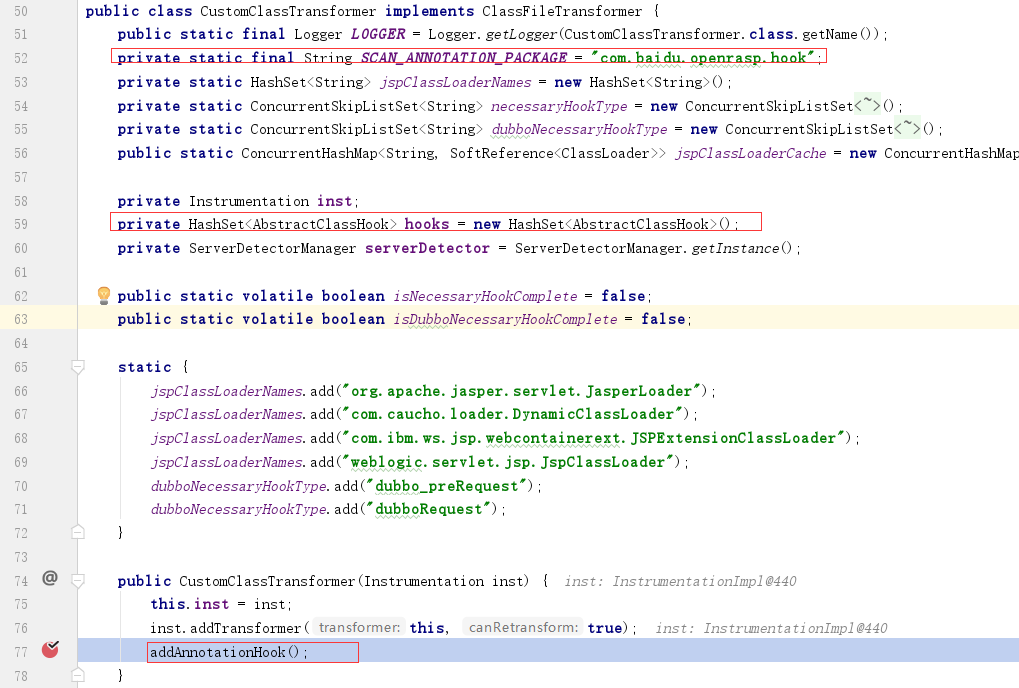 50 public class CustomClassTransformer implements ClassFileTransformer {
51 public static final Logger LOGGER = Logger.getLogger(CustomClassTransformer.class.getName());
52 private static final String SCAN_ANNOTATION_PACKAGE = "com.baidu.openrasp.hook";
53 private static HashSet<String> jspClassLoaderNames = new HashSet<String>();
54 private static ConcurrentSkipListSet<String> necessaryHookType = new ConcurrentSkipListSet<~>();
55 private static ConcurrentSkipListSet<String> dubboNecessaryHookType = new ConcurrentSkipListSet<~>();
56 public static ConcurrentHashMap<String, SoftReference<ClassLoader>> jspClassLoaderCache = new ConcurrentHashMap
57
58 private Instrumentation inst;
59 private HashSet<AbstractClassHook> hooks = new HashSet<AbstractClassHook>();
60 private ServerDetectorManager serverDetector = ServerDetectorManager.getInstance();
61
62 public static volatile boolean isNecessaryHookComplete = false;
63 public static volatile boolean isDubboNecessaryHookComplete = false;
64
65 static {
66 jspClassLoaderNames.add("org.apache.jasper.servlet.JasperLoader");
67 jspClassLoaderNames.add("com.caucho.loader.DynamicClassLoader");
68 jspClassLoaderNames.add("com.ibm.ws.jsp.webcontainerext.JSPExtensionClassLoader");
69 jspClassLoaderNames.add("weblogic.servlet.jsp.JspClassLoader");
70 dubboNecessaryHookType.add("dubbo_preRequest");
71 dubboNecessaryHookType.add("dubboRequest");
72 }
73
74 @ public CustomClassTransformer(Instrumentation inst) { inst: InstrumentationImpl@440
75 this.inst = inst;
76 inst.addTransformer( transformer: this, canRetransform: true); inst: InstrumentationImpl@440
77 addAnnotationHook();
78 }